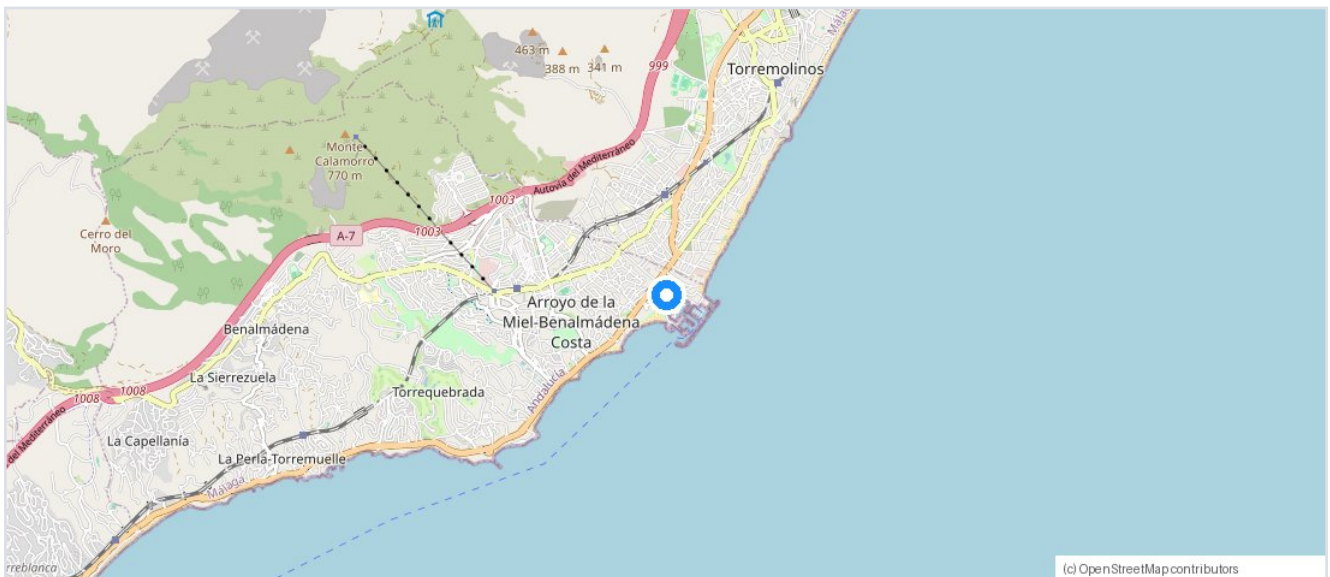 463 m
388 m
341 m
999
Torremolinos
Málaga
Monte
Calamorro
770 m
Autovía del Mediterráneo
1003
1003
A-7
Cerro del
Moro
Arroyo de la
Miel-Benalmádena
Costa
Benalmádena
La Sierrezuela
Torrequebrada
Andalucía
1008
1008
del Mediterráneo
La Capellanía
La Perla-Torremuelle
Málaga
rreblanca
(c) OpenStreetMap contributors